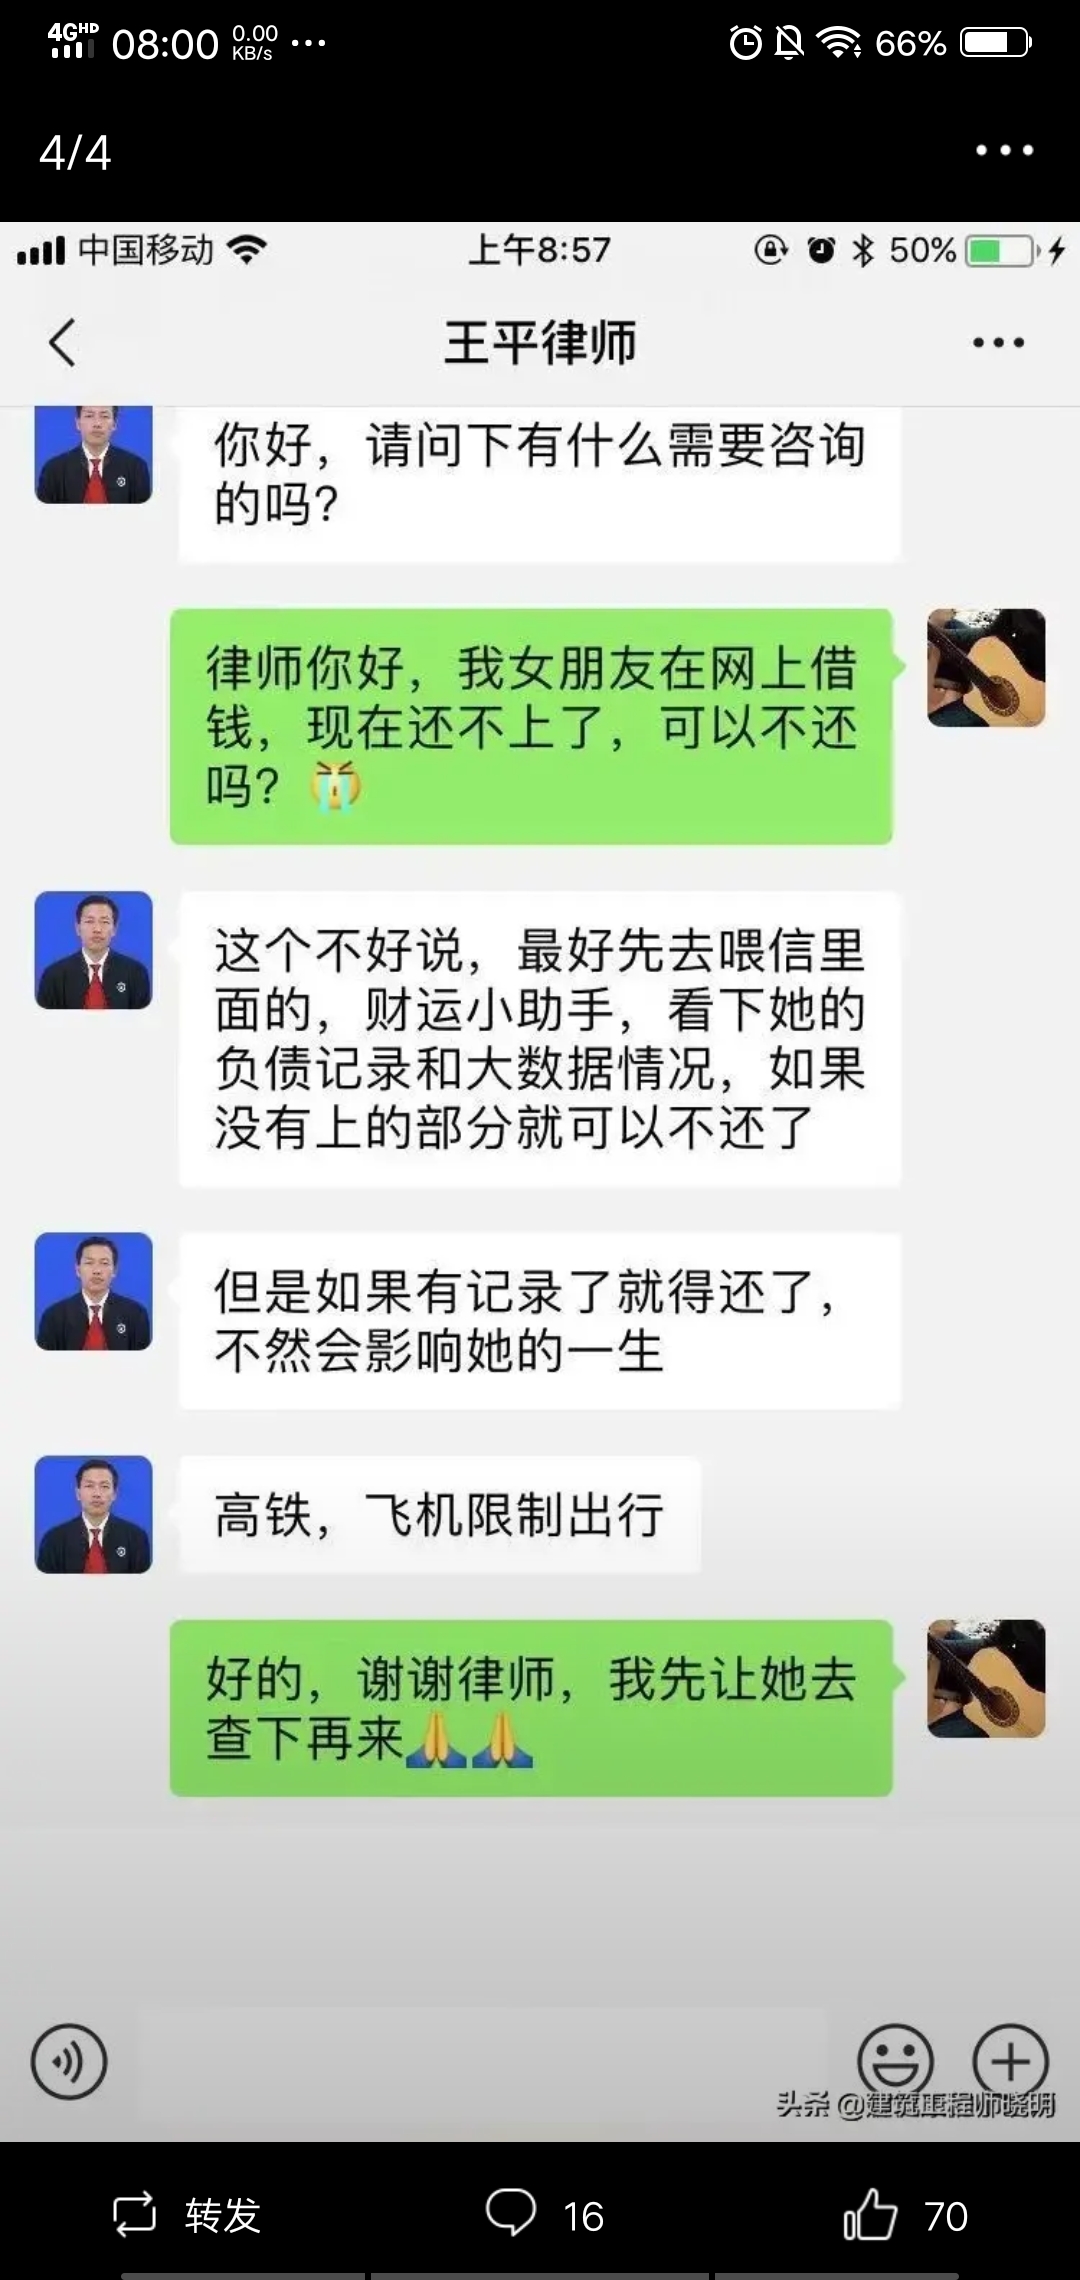 4G HD 08:00 0.00 KB/s ... 66%
4/4
中国移动 上午8:57 50%
王平律师
你好，请问下有什么需要咨询
的吗？
律师你好，我女朋友在网上借
钱，现在还不上了，可以不还
吗？😭
这个不好说，最好先去喂信里
面的，财运小助手，看下她的
负债记录和大数据情况，如果
没有上的部分就可以不还了
但是如果有记录了就得还了，
不然会影响她的一生
高铁，飞机限制出行
好的，谢谢律师，我先让她去
查下再来🙏🙏
头条 @建筑工程师晓明
转发 16 70